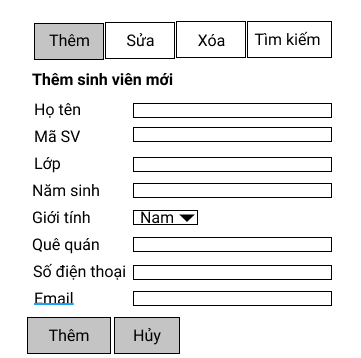 Thêm Sửa Xóa Tìm kiếm
Thêm sinh viên mới
Họ tên
Mã SV
Lớp
Năm sinh
Giới tính Nam
Quê quán
Số điện thoại
Email
Thêm Hủy